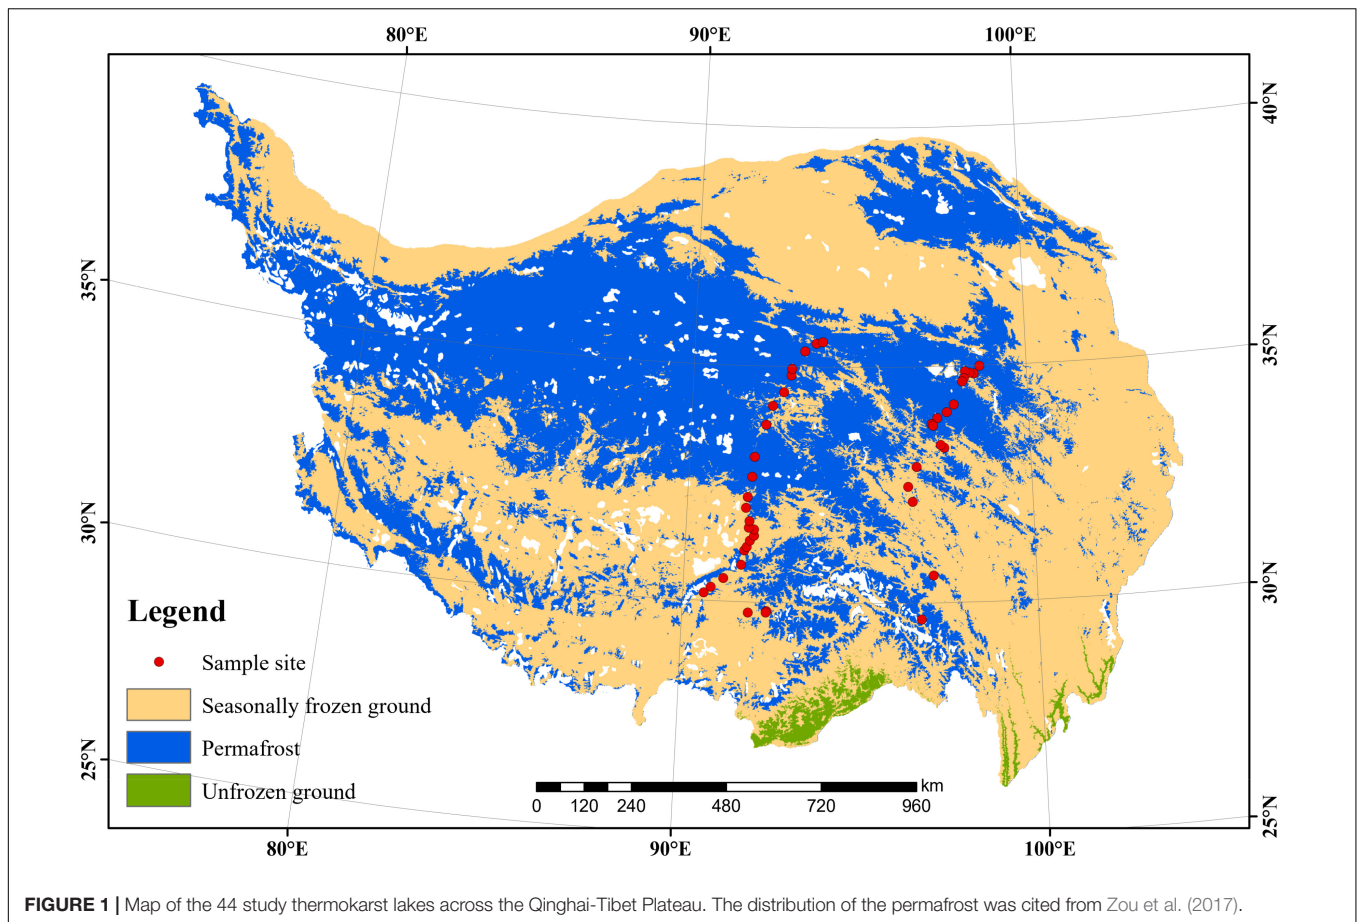 80°E 90°E 100°E
40°N
35°N
35°N
30°N
30°N
25°N
25°N
Legend
Sample site
Seasonally frozen ground
Permafrost
Unfrozen ground
km
0 120 240 480 720 960
80°E 90°E 100°E
FIGURE 1 | Map of the 44 study thermokarst lakes across the Qinghai-Tibet Plateau. The distribution of the permafrost was cited from Zou et al. (2017).